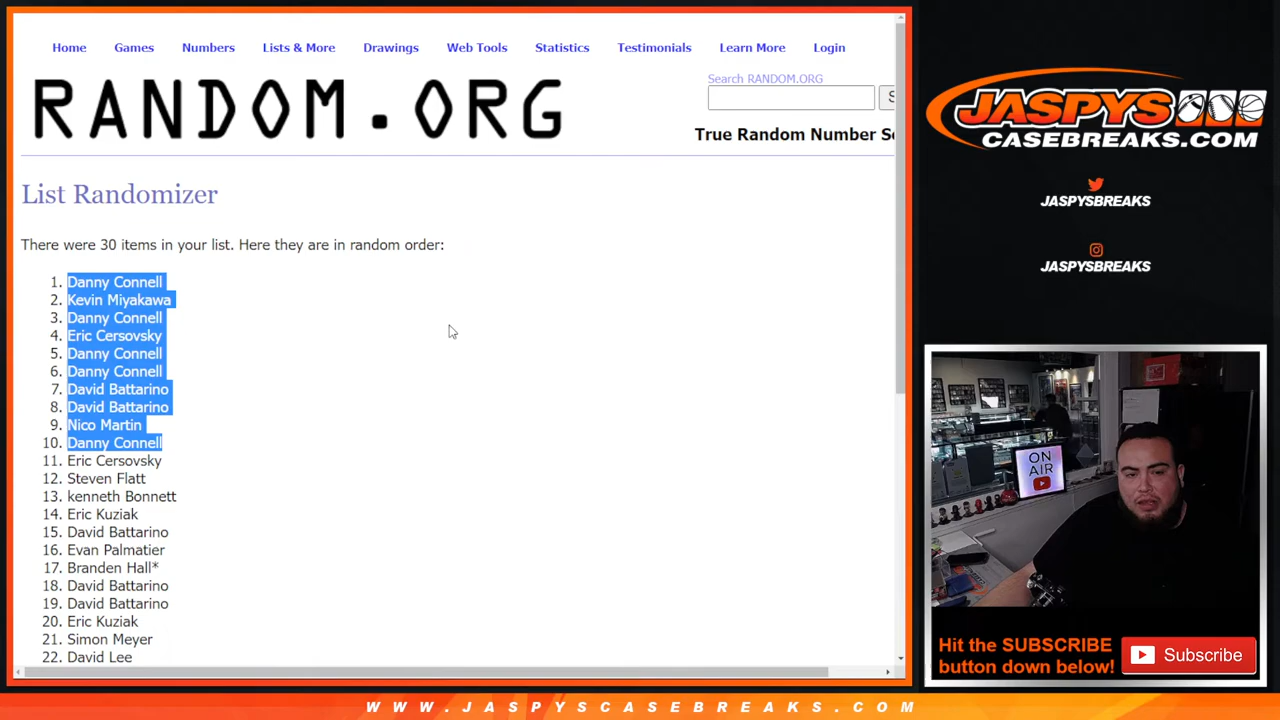 Home Games Numbers Lists & More Drawings Web Tools Statistics Testimonials Learn More Login
RANDOM.ORG
Search RANDOM.ORG
True Random Number Se
List Randomizer
There were 30 items in your list. Here they are in random order:
1. Danny Connell
2. Kevin Miyakawa
3. Danny Connell
4. Eric Cersovsky
5. Danny Connell
6. Danny Connell
7. David Battarino
8. David Battarino
9. Nico Martin
10. Danny Connell
11. Eric Cersovsky
12. Steven Flatt
13. kenneth Bonnett
14. Eric Kuziak
15. David Battarino
16. Evan Palmatier
17. Branden Hall*
18. David Battarino
19. David Battarino
20. Eric Kuziak
21. Simon Meyer
22. David Lee
JASPYS
CASEBREAKS.COM
JASPYSBREAKS
JASPYSBREAKS
ON
AIR
Hit the SUBSCRIBE
button down below!
Subscribe
WWW.JASPYSCASEBREAKS.COM